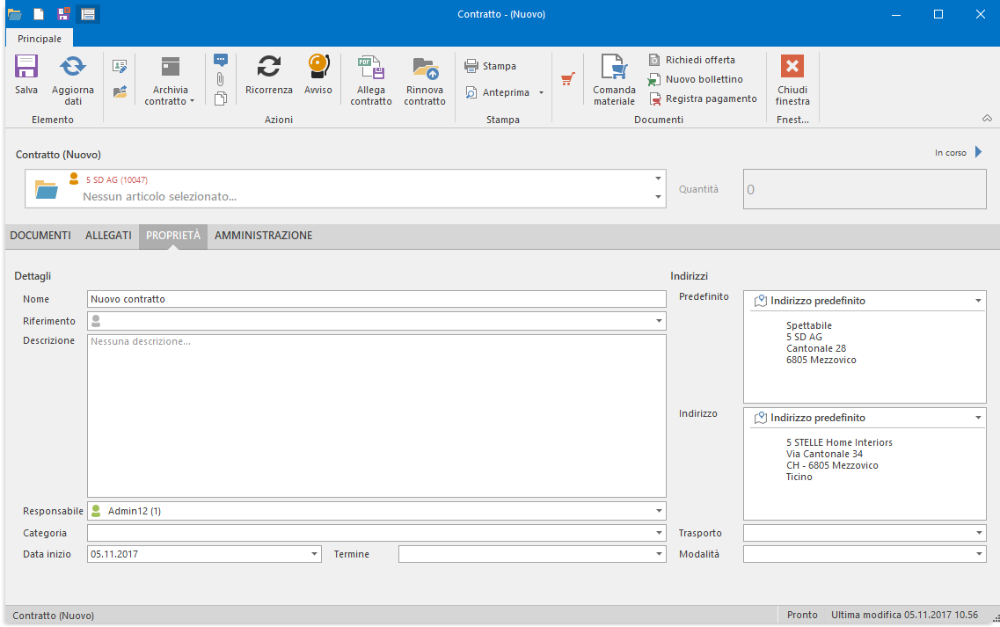 Contratto - (Nuovo)
Principale
Salva
Aggiorna dati
Elemento
Archivia contratto
Ricorrenza
Avviso
Azioni
PDF
Allega contratto
Rinnova contratto
Stampa
Anteprima
Stampa
Comanda materiale
Richiedi offerta
Nuovo bollettino
Registra pagamento
Documenti
Chiudi finestra
Fnest...
Contratto (Nuovo)
In corso
5 SD AG (10047)
Nessun articolo selezionato...
Quantità
0
DOCUMENTI ALLEGATI PROPRIETÀ AMMINISTRAZIONE
Dettagli
Nome
Nuovo contratto
Riferimento
Descrizione
Nessuna descrizione...
Responsabile
Admin12 (1)
Categoria
Data inizio
05.11.2017
Termine
Indirizzi
Predefinito
Indirizzo predefinito
Spettabile
5 SD AG
Cantonale 28
6805 Mezzovico
Indirizzo
Indirizzo predefinito
5 STELLE Home Interiors
Via Cantonale 34
CH - 6805 Mezzovico
Ticino
Trasporto
Modalità
Contratto (Nuovo)
Pronto
Ultima modifica 05.11.2017 10.56